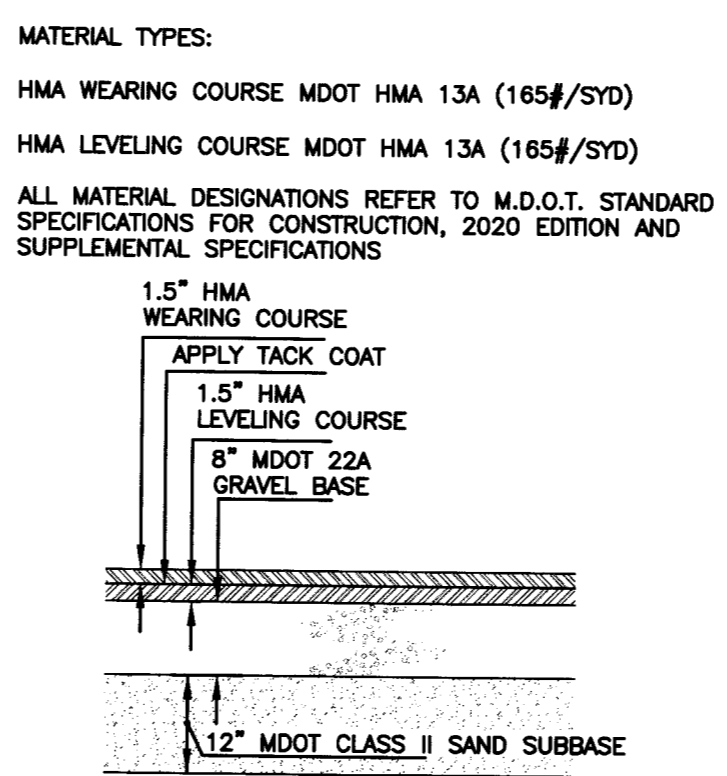 MATERIAL TYPES:
HMA WEARING COURSE MDOT HMA 13A (165#/SYD)
HMA LEVELING COURSE MDOT HMA 13A (165#/SYD)
ALL MATERIAL DESIGNATIONS REFER TO M.D.O.T. STANDARD
SPECIFICATIONS FOR CONSTRUCTION, 2020 EDITION AND
SUPPLEMENTAL SPECIFICATIONS
1.5" HMA
WEARING COURSE
APPLY TACK COAT
1.5" HMA
LEVELING COURSE
8" MDOT 22A
GRAVEL BASE
12" MDOT CLASS II SAND SUBBASE